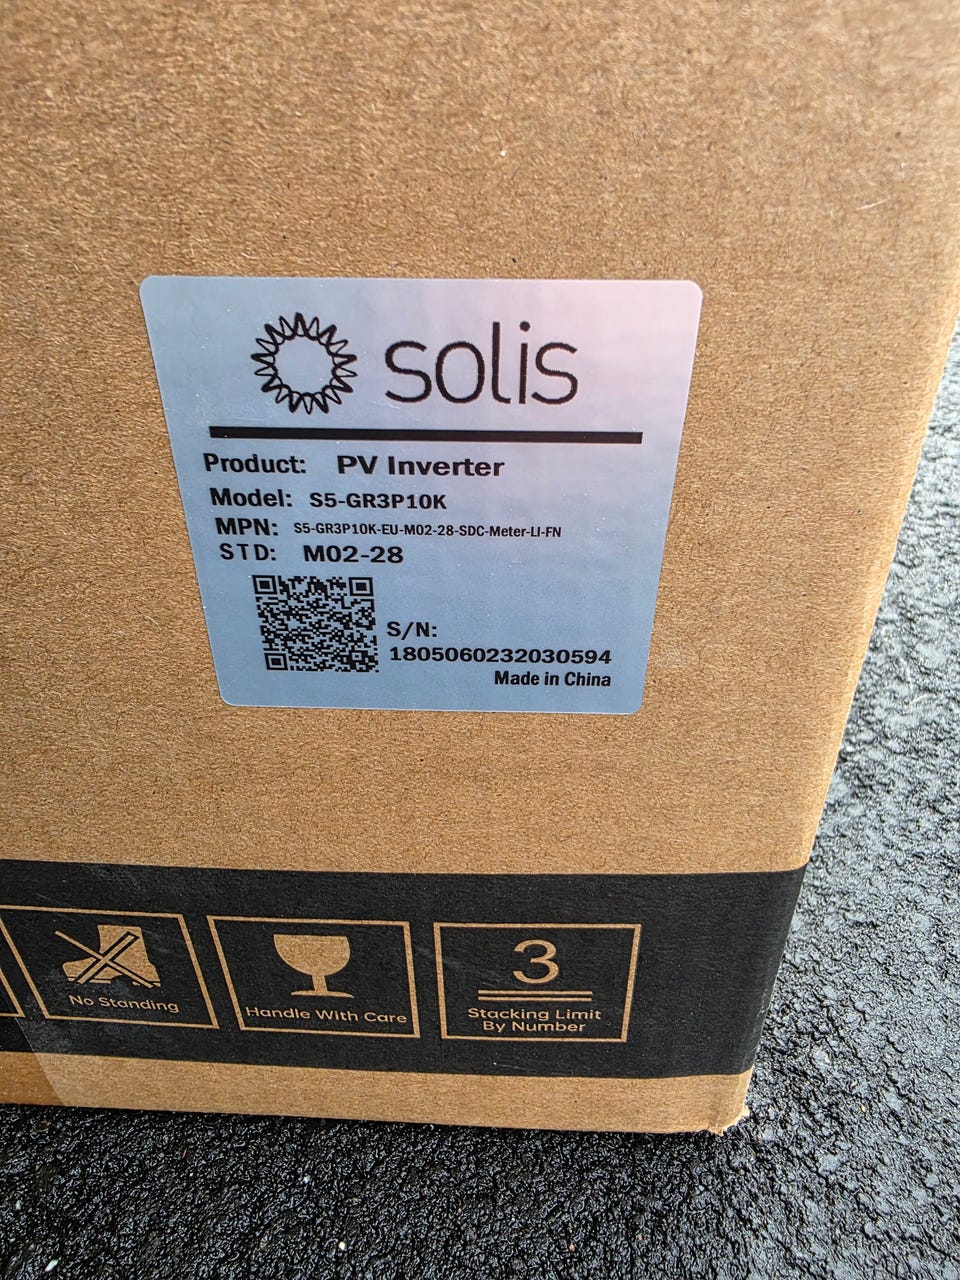 solis
Product: PV Inverter
Model: S5-GR3P10K
MPN: S5-GR3P10K-EU-M02-28-SDC-Meter-LI-FN
STD: M02-28
S/N:
1805060232030594
Made in China
No Standing
Handle With Care
3
Stacking Limit
By Number